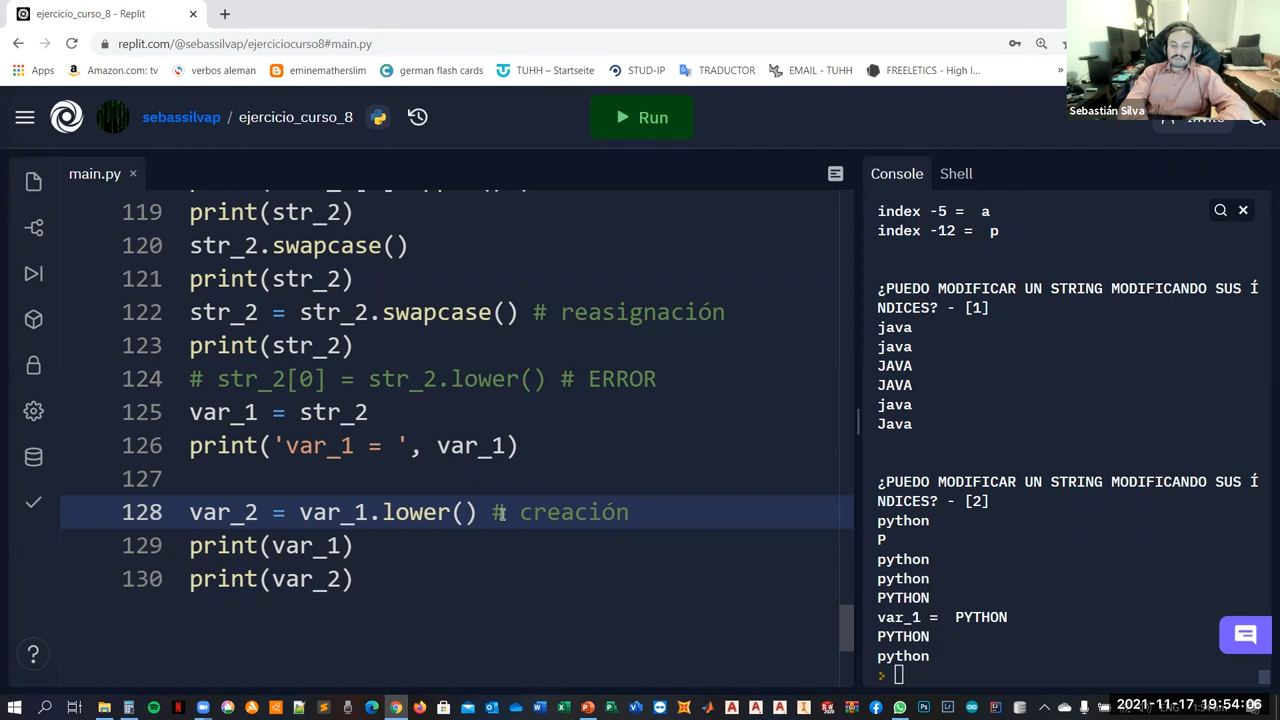 ejercicio_curso_8 - Replit
replit.com/@sebassilvap/ejerciciocurso8#main.py
Apps
Amazon.com: tv
verbos aleman
eminematherslim
german flash cards
TUHH – Startseite
STUD-IP
TRADUCTOR
EMAIL - TUHH
FREELETICS - High I...
»
Sebastián Silva
sebassilvap / ejercicio_curso_8
Run
main.py
Console
Shell
119 print(str_2)
120 str_2.swapcase()
121 print(str_2)
122 str_2 = str_2.swapcase() # reasignación
123 print(str_2)
124 # str_2[0] = str_2.lower() # ERROR
125 var_1 = str_2
126 print('var_1 = ', var_1)
127
128 var_2 = var_1.lower() # creación
129 print(var_1)
130 print(var_2)
index -5 =  a
index -12 =  p
¿PUEDO MODIFICAR UN STRING MODIFICANDO SUS Í
NDICES? - [1]
java
java
JAVA
JAVA
java
Java
¿PUEDO MODIFICAR UN STRING MODIFICANDO SUS Í
NDICES? - [2]
python
P
python
python
PYTHON
var_1 =  PYTHON
PYTHON
python
2021-11-17 19:54:06